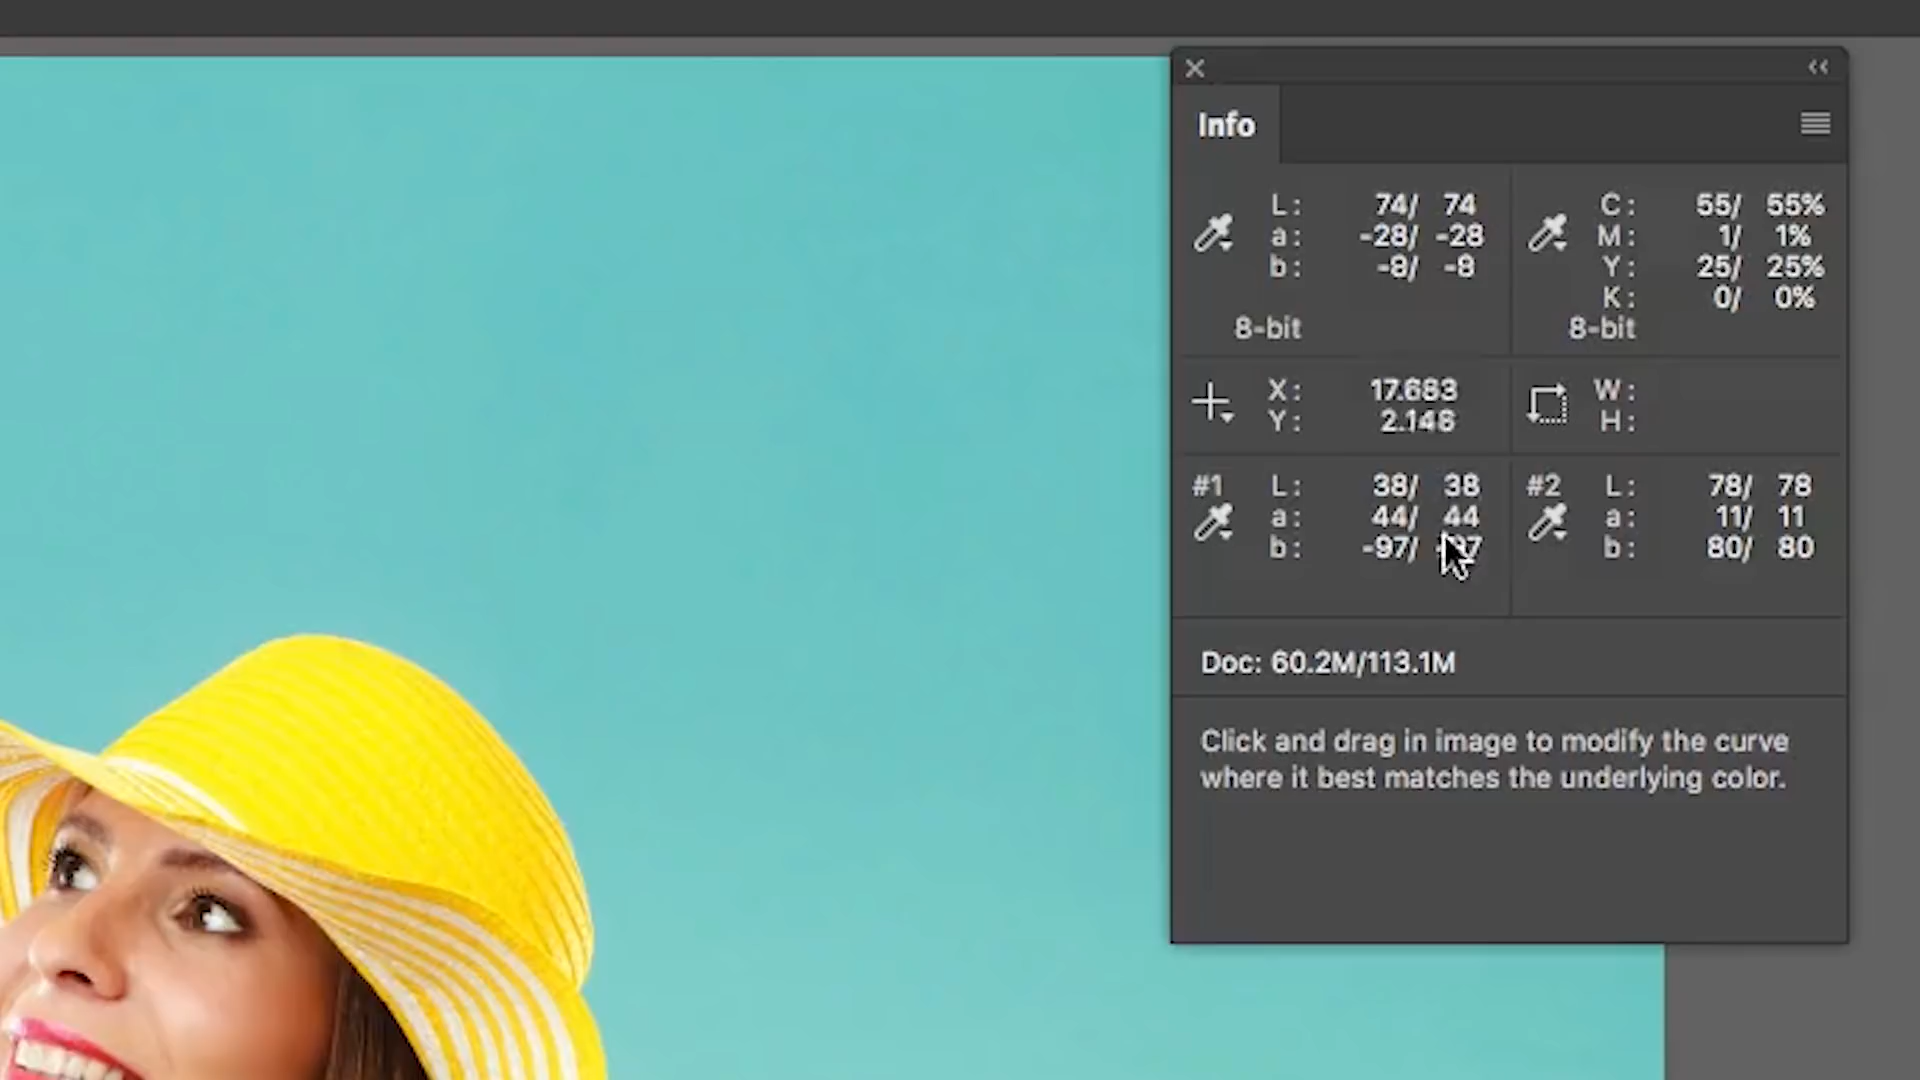 Info
L: 74/ 74
a: -28/ -28
b: -8/ -8
8-bit
C: 55/ 55%
M: 1/ 1%
Y: 25/ 25%
K: 0/ 0%
8-bit
X: 17.683
Y: 2.148
W:
H:
#1 L: 38/ 38
a: 44/ 44
b: -97/
#2 L: 78/ 78
a: 11/ 11
b: 80/ 80
Doc: 60.2M/113.1M
Click and drag in image to modify the curve
where it best matches the underlying color.